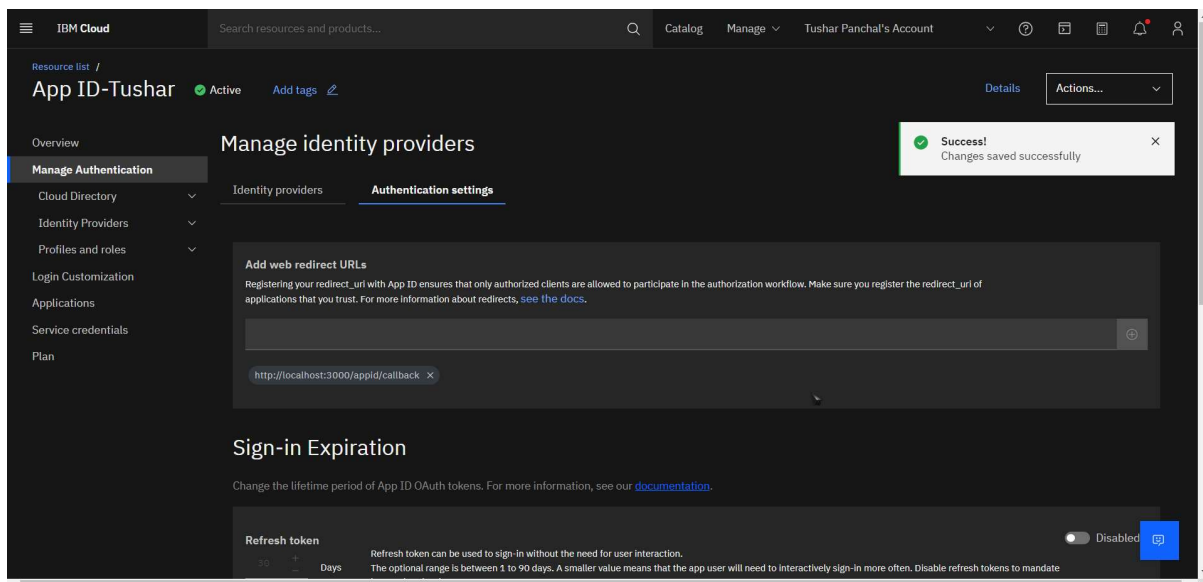 IBM Cloud
Search resources and products...
Catalog
Manage
Tushar Panchal's Account
Resource list /
App ID-Tushar
Active
Add tags
Details
Actions...
Overview
Manage Authentication
Cloud Directory
Identity Providers
Profiles and roles
Login Customization
Applications
Service credentials
Plan
Manage identity providers
Success!
Changes saved successfully
Identity providers
Authentication settings
Add web redirect URLs
Registering your redirect_uri with App ID ensures that only authorized clients are allowed to participate in the authorization workflow. Make sure you register the redirect_uri of
applications that you trust. For more information about redirects, see the docs.
http://localhost:3000/appid/callback
Sign-in Expiration
Change the lifetime period of App ID OAuth tokens. For more information, see our documentation.
Refresh token
Disabled
30
Days
Refresh token can be used to sign-in without the need for user interaction.
The optional range is between 1 to 90 days. A smaller value means that the app user will need to interactively sign-in more often. Disable refresh tokens to mandate